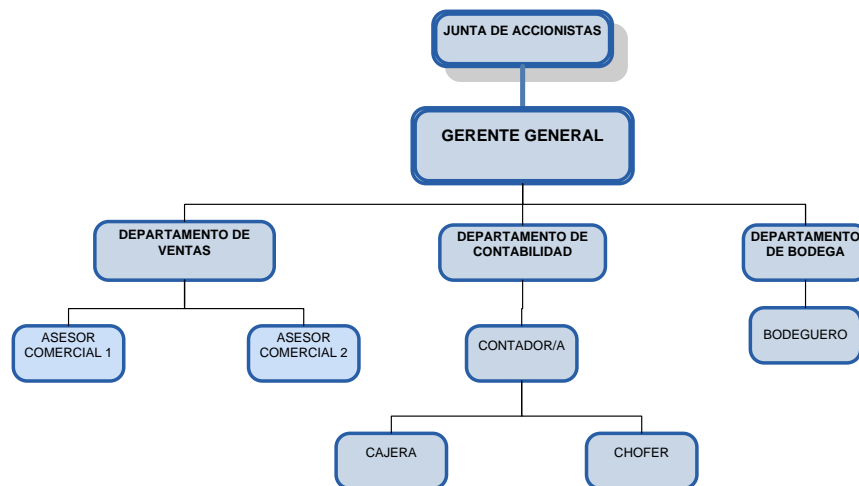 JUNTA DE ACCIONISTAS
GERENTE GENERAL
DEPARTAMENTO DE
VENTAS
DEPARTAMENTO DE
CONTABILIDAD
DEPARTAMENTO
DE BODEGA
ASESOR
COMERCIAL 1
ASESOR
COMERCIAL 2
CONTADOR/A
BODEGUERO
CAJERA
CHOFER